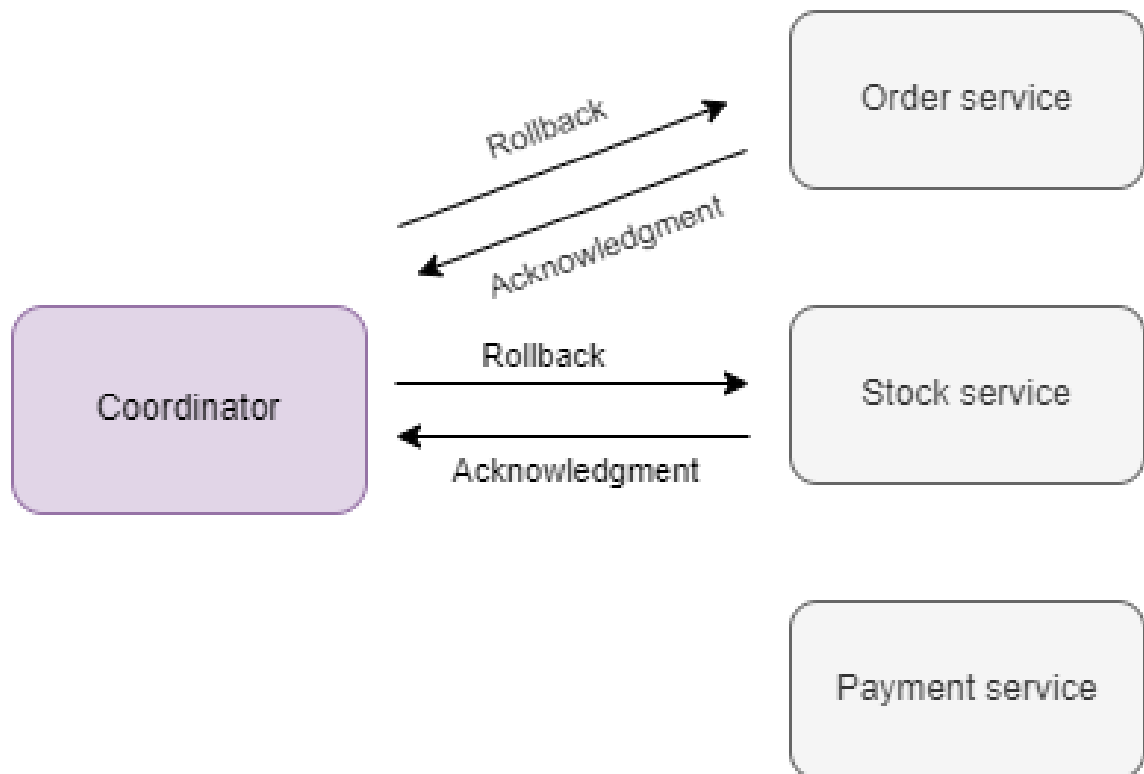 Order service
Rollback
Acknowledgment
Rollback
Stock service
Coordinator
Acknowledgment
Payment service